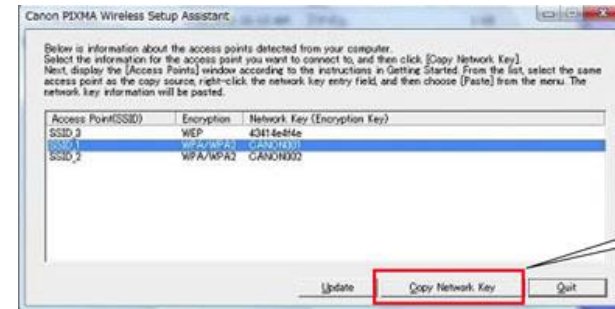 Canon PIXMA Wireless Setup Assistant
Below is information about the access points detected from your computer.
Select the information for the access point you want to connect to, and then click [Copy Network Key].
Next, display the [Access Points] window according to the instructions in Getting Started. From the list, select the same
access point as the copy source, right-click the network key entry field, and then choose [Paste] from the menu. The
network key information will be pasted.
Access Point(SSID) Encryption Network Key (Encryption Key)
SSID_3 WEP 43414e4f4e
SSID_1 WPA/WPA2 CANON001
SSID_2 WPA/WPA2 CANON002
Update Copy Network Key Quit